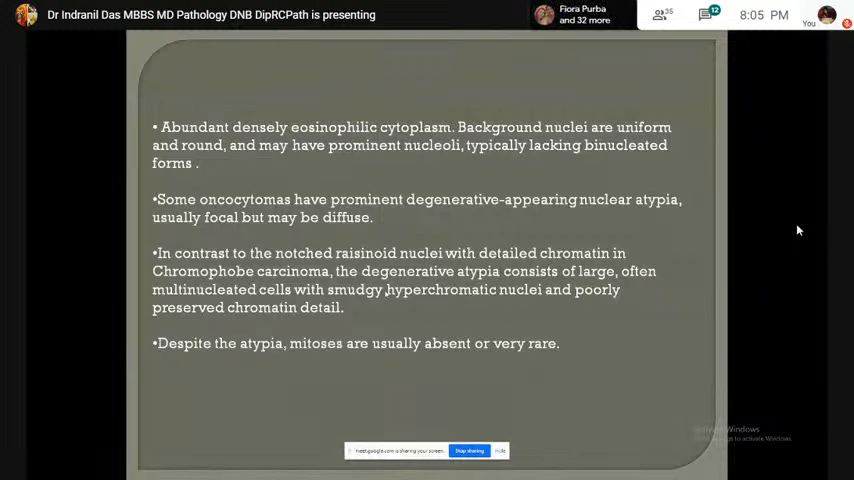 Dr Indranil Das MBBS MD Pathology DNB DipRCPath is presenting
Fiora Purba
and 32 more
35
12
8:05 PM
You
• Abundant densely eosinophilic cytoplasm. Background nuclei are uniform
and round, and may have prominent nucleoli, typically lacking binucleated
forms .
•Some oncocytomas have prominent degenerative-appearing nuclear atypia,
usually focal but may be diffuse.
•In contrast to the notched raisinoid nuclei with detailed chromatin in
Chromophobe carcinoma, the degenerative atypia consists of large, often
multinucleated cells with smudgy hyperchromatic nuclei and poorly
preserved chromatin detail.
•Despite the atypia, mitoses are usually absent or very rare.
Activate Windows
to activate Windows.
meet.google.com is sharing your screen.
Stop sharing
Hide